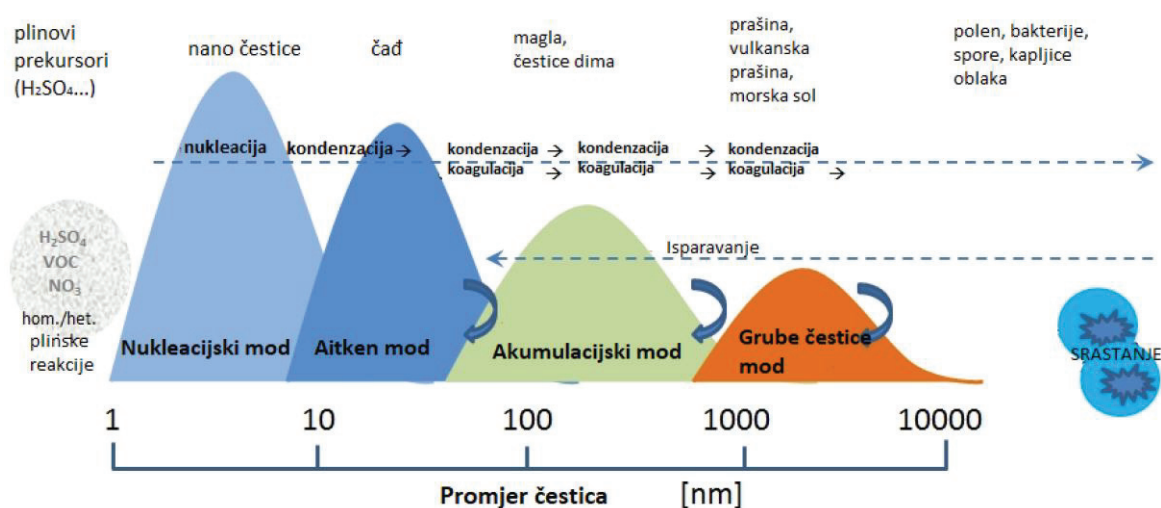 plinovi
prekursori
(H₂SO₄...)
nano čestice
čađ
magla,
čestice dima
prašina,
vulkanska
prašina,
morska sol
polen, bakterije,
spore, kapljice
oblaka
nukleacija kondenzacija→ kondenzacija → kondenzacija → kondenzacija
koagulacija → koagulacija → koagulacija →
Isparavanje
H₂SO₄
VOC
NO₃
hom./het.
plinske
reakcije
Nukleacijski mod
Aitken mod
Akumulacijski mod
Grube čestice
mod
SRASTANJE
1 10 100 1000 10000
Promjer čestica [nm]